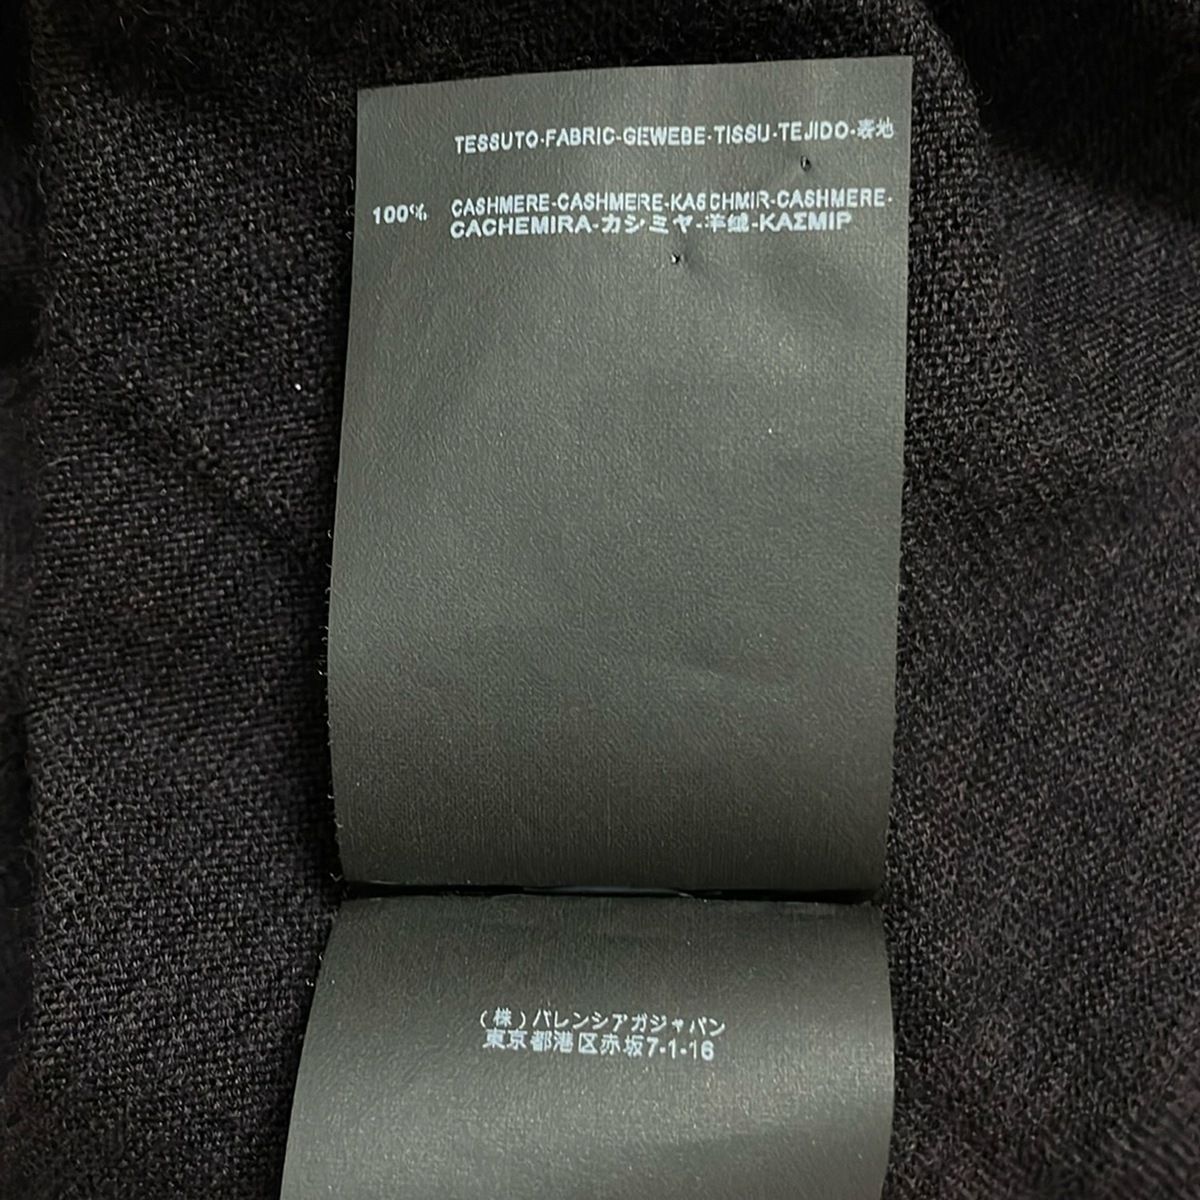 TESSUTO-FABRIC-GEWEBE-TISSU-TEJIDO-表地
100% CASHMERE-CASHMERE-KASCHMIR-CASHMERE-
CACHEMIRA-カシミヤ-羊绒-ΚΑΣΜΙΡ
(株)バレンシアガジャパン
東京都港区赤坂7-1-16